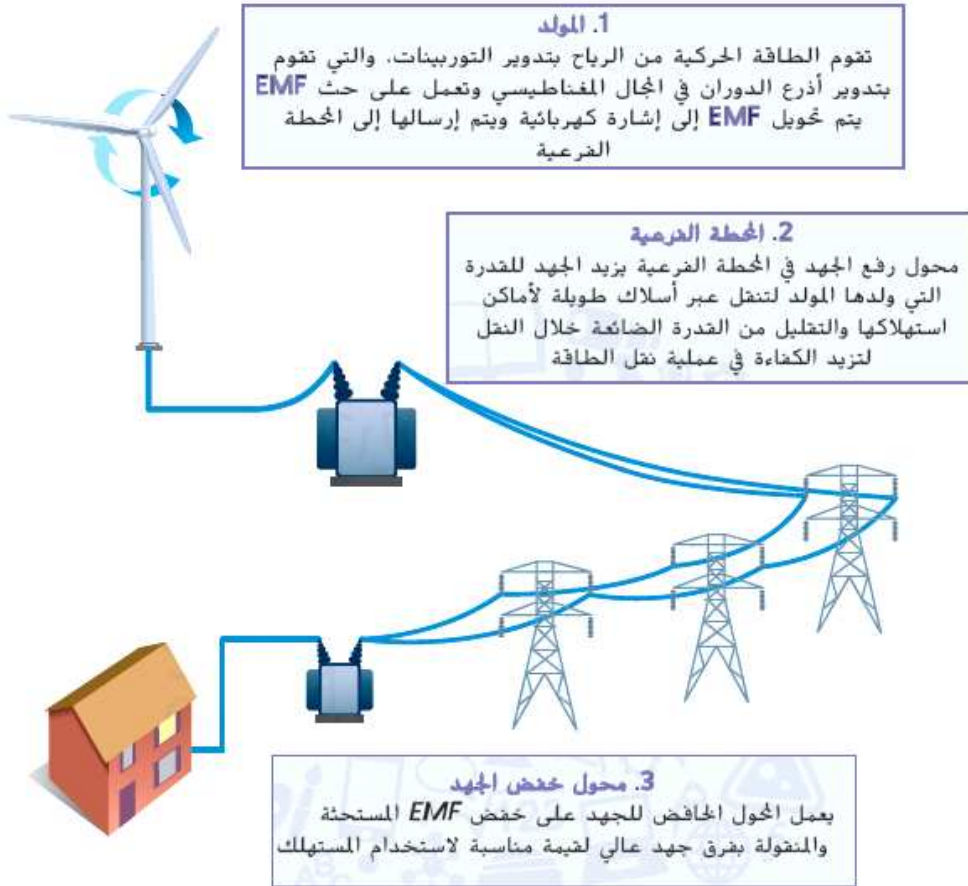 1. المولد
تقوم الطاقة الحركية من الرياح بتدوير التوربينات، والتي تقوم
بتدوير أذرع الدوران في المجال المغناطيسي وتعمل على حث EMF
يتم تحويل EMF إلى إشارة كهربائية ويتم إرسالها إلى المحطة
الفرعية
2. المحطة الفرعية
محول رفع الجهد في المحطة الفرعية يزيد الجهد للقدرة
التي ولدها المولد لتنقل عبر أسلاك طويلة لأماكن
استهلاكها والتقليل من القدرة الضائعة خلال النقل
لتزيد الكفاءة في عملية نقل الطاقة
3. محول خفض الجهد
يعمل المحول الخافض للجهد على خفض EMF المستحثة
والمنقولة بفرق جهد عالي لقيمة مناسبة لاستخدام المستهلك